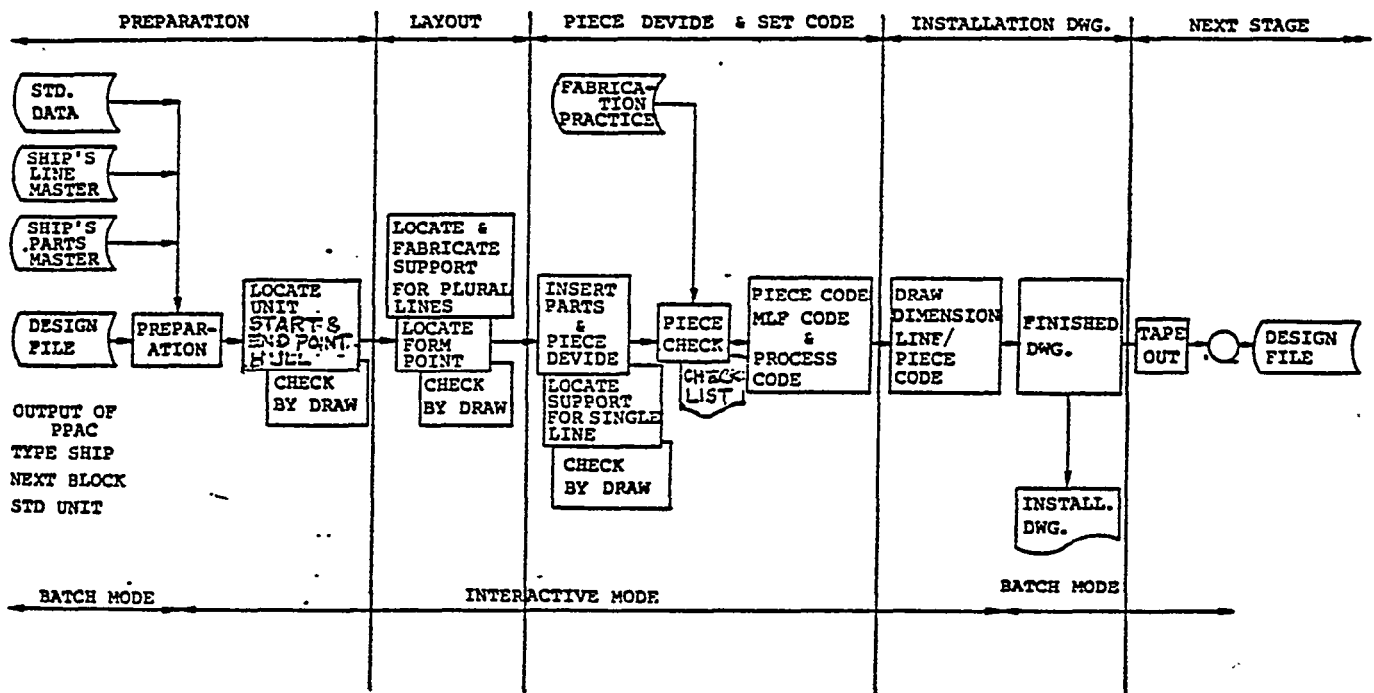 PREPARATION
LAYOUT
PIECE DEVIDE & SET CODE
INSTALLATION DWG.
NEXT STAGE
STD.
DATA
SHIP'S
LINE
MASTER
SHIP'S
PARTS
MASTER
DESIGN
FILE
PREPAR-
ATION
LOCATE
UNIT
START &
END POINT
HULL
CHECK
BY DRAW
OUTPUT OF
PPAC
TYPE SHIP
NEXT BLOCK
STD UNIT
LOCATE &
FABRICATE
SUPPORT
FOR PLURAL
LINES
LOCATE
FORM
POINT
CHECK
BY DRAW
FABRICA-
TION
PRACTICE
INSERT
PARTS
&
PIECE
DEVIDE
LOCATE
SUPPORT
FOR SINGLE
LINE
CHECK
BY DRAW
PIECE
CHECK
CHECK
LIST
PIECE CODE
MLF CODE
&
PROCESS
CODE
DRAW
DIMENSION
LINE/
PIECE
CODE
FINISHED
DWG.
INSTALL.
DWG.
TAPE
OUT
DESIGN
FILE
BATCH MODE
INTERACTIVE MODE
BATCH MODE